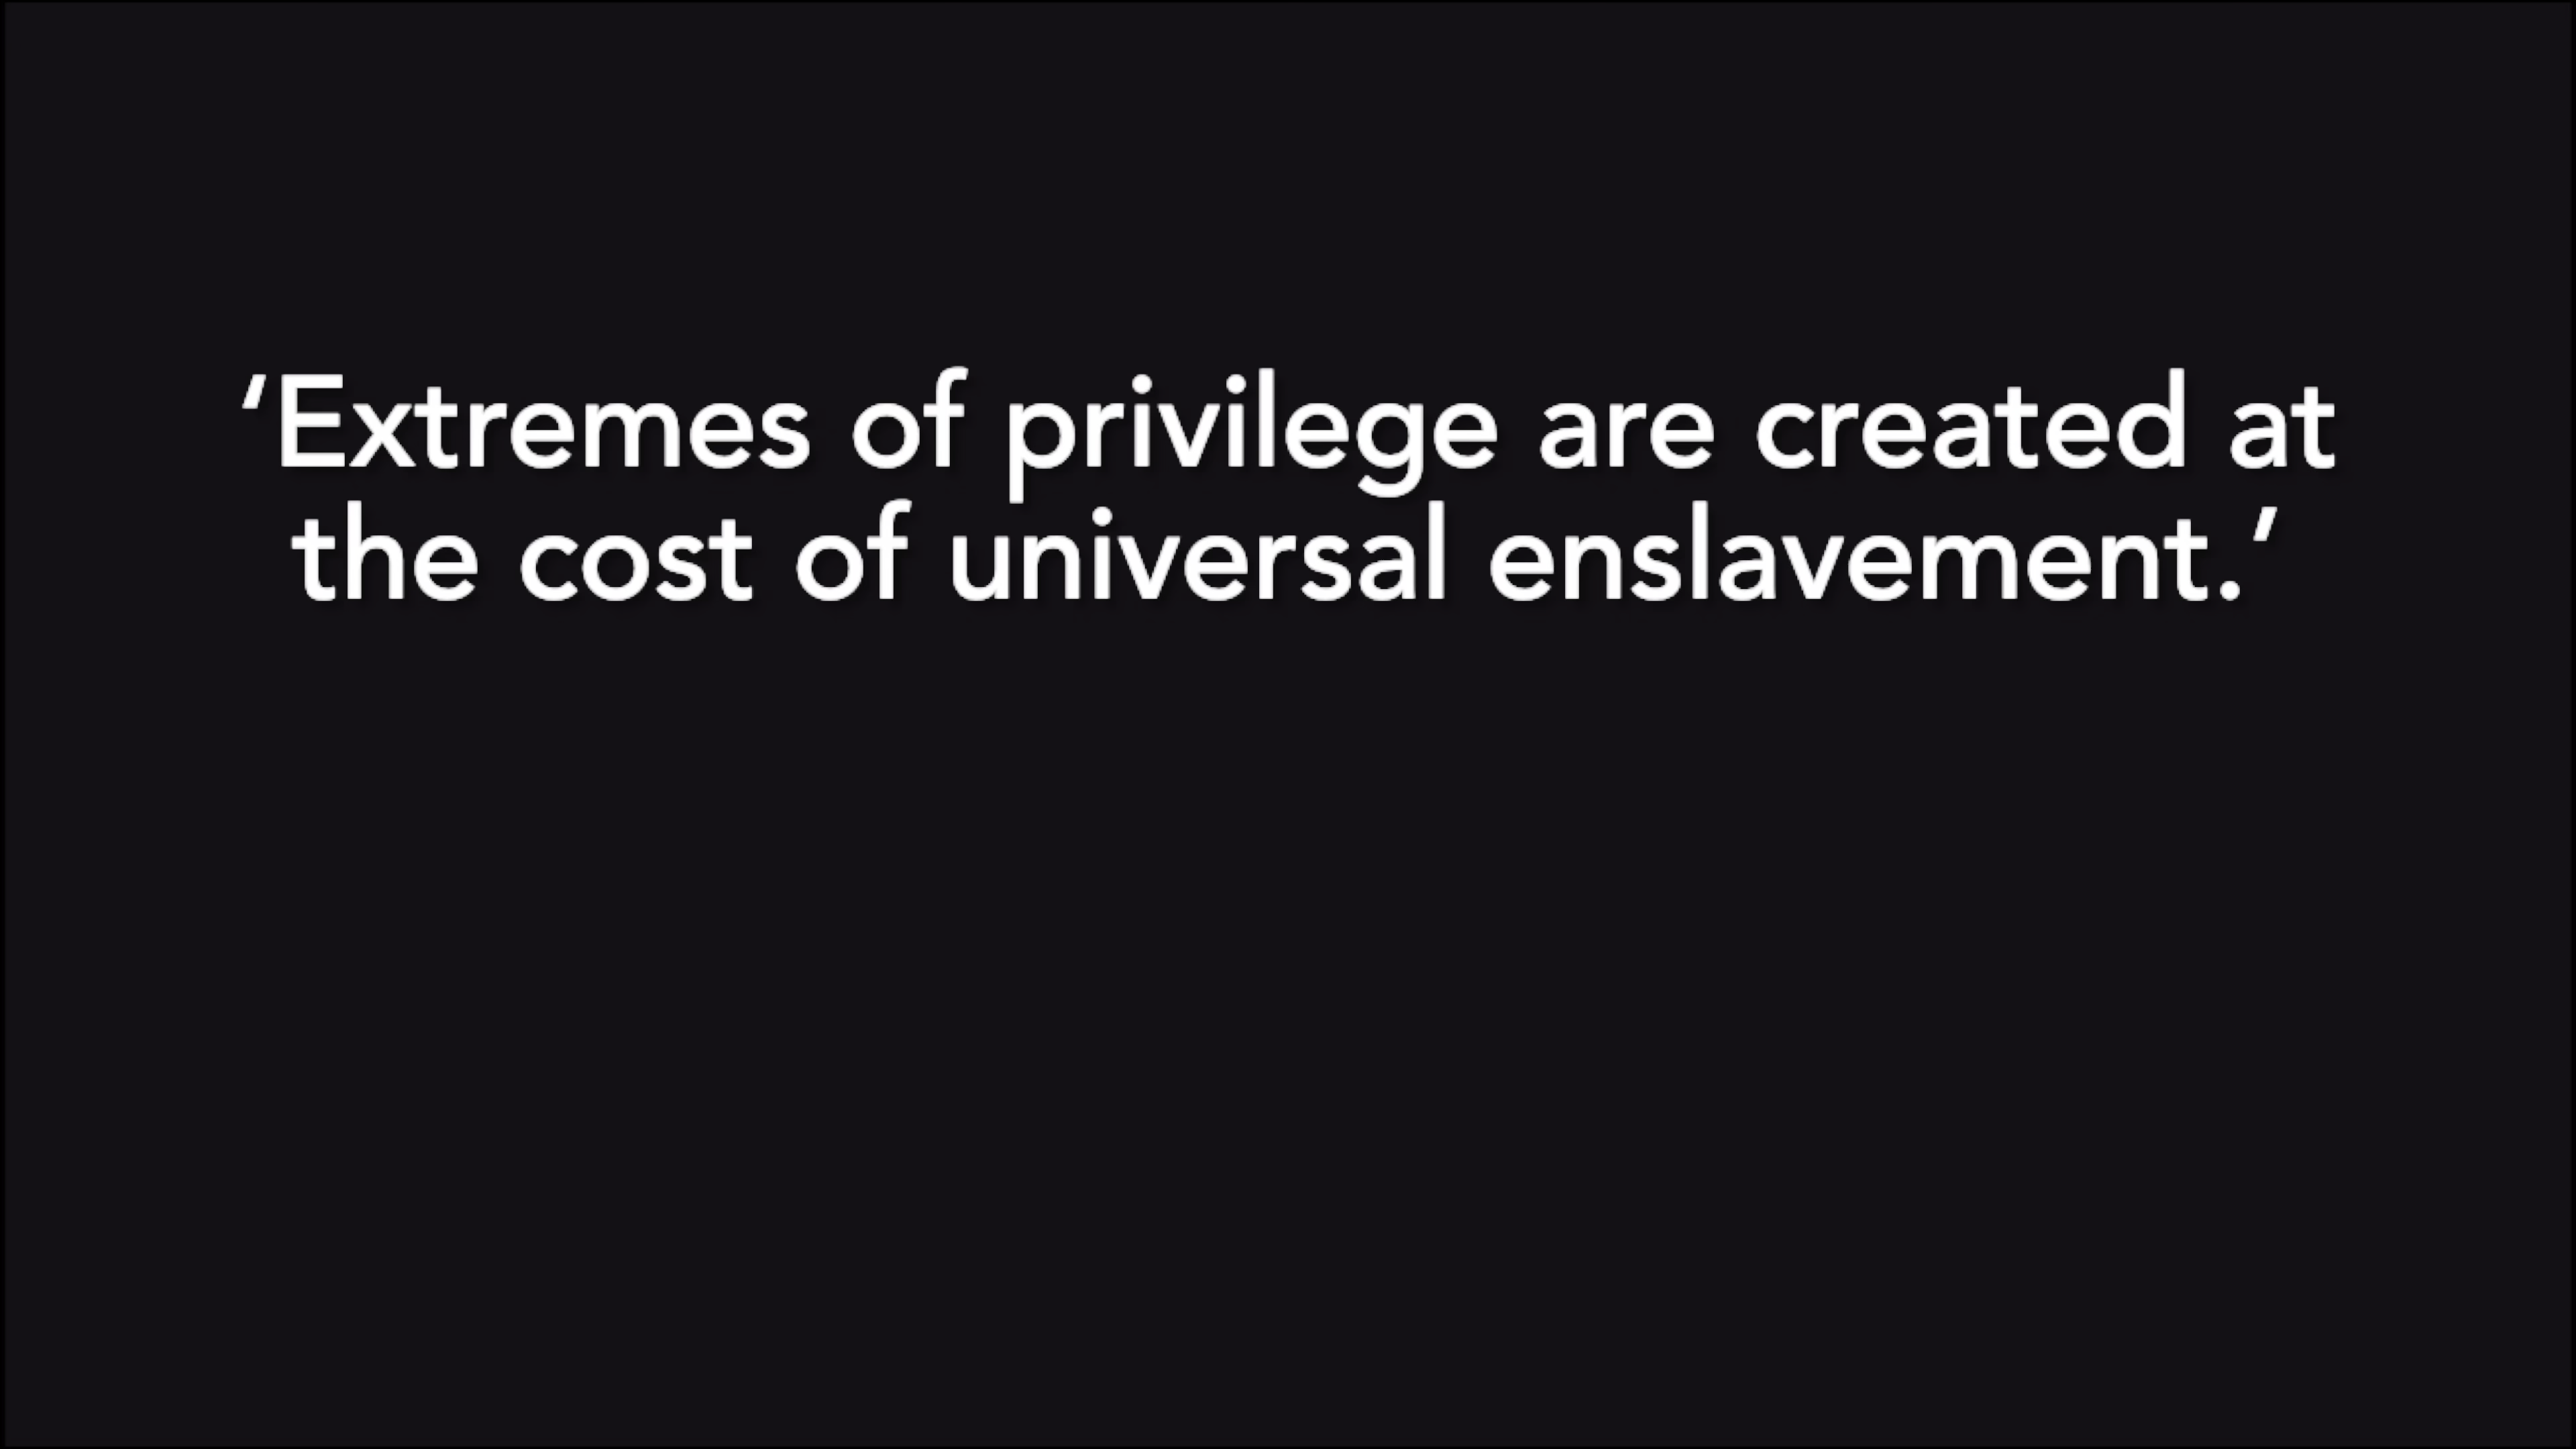 ‘Extremes of privilege are created at
the cost of universal enslavement.’